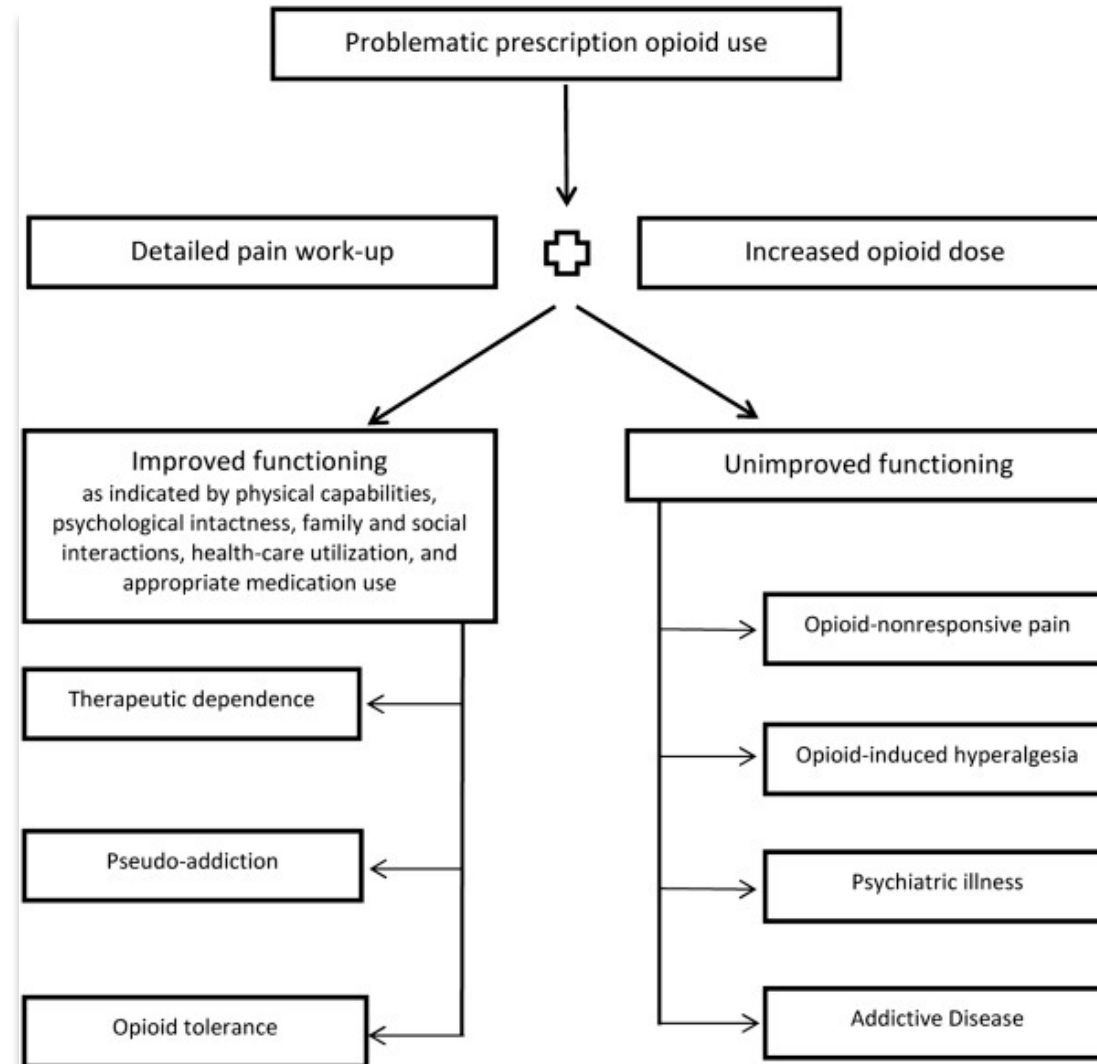 Problematic prescription opioid use
Detailed pain work-up
Increased opioid dose
Improved functioning
as indicated by physical capabilities,
psychological intactness, family and social
interactions, health-care utilization, and
appropriate medication use
Unimproved functioning
Therapeutic dependence
Pseudo-addiction
Opioid tolerance
Opioid-nonresponsive pain
Opioid-induced hyperalgesia
Psychiatric illness
Addictive Disease